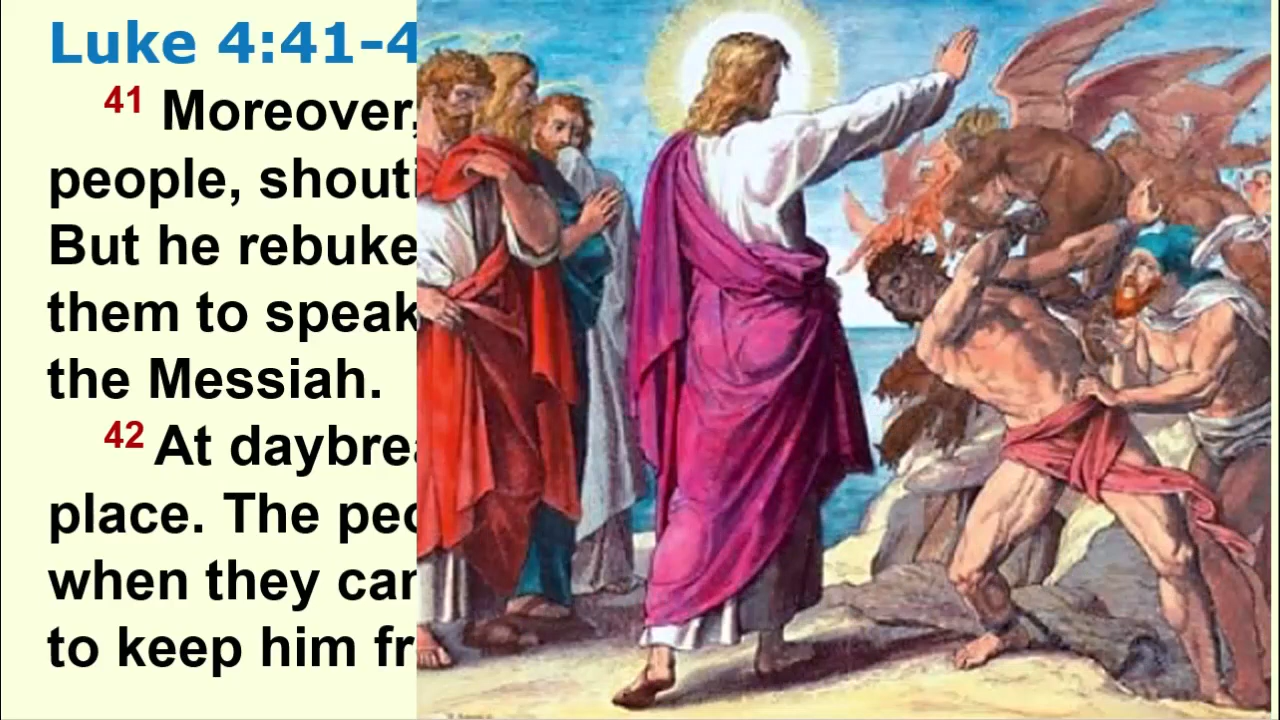 Luke 4:41-4
41 Moreover,
people, shouti
But he rebuke
them to speak
the Messiah.
42 At daybrea
place. The peo
when they car
to keep him fr